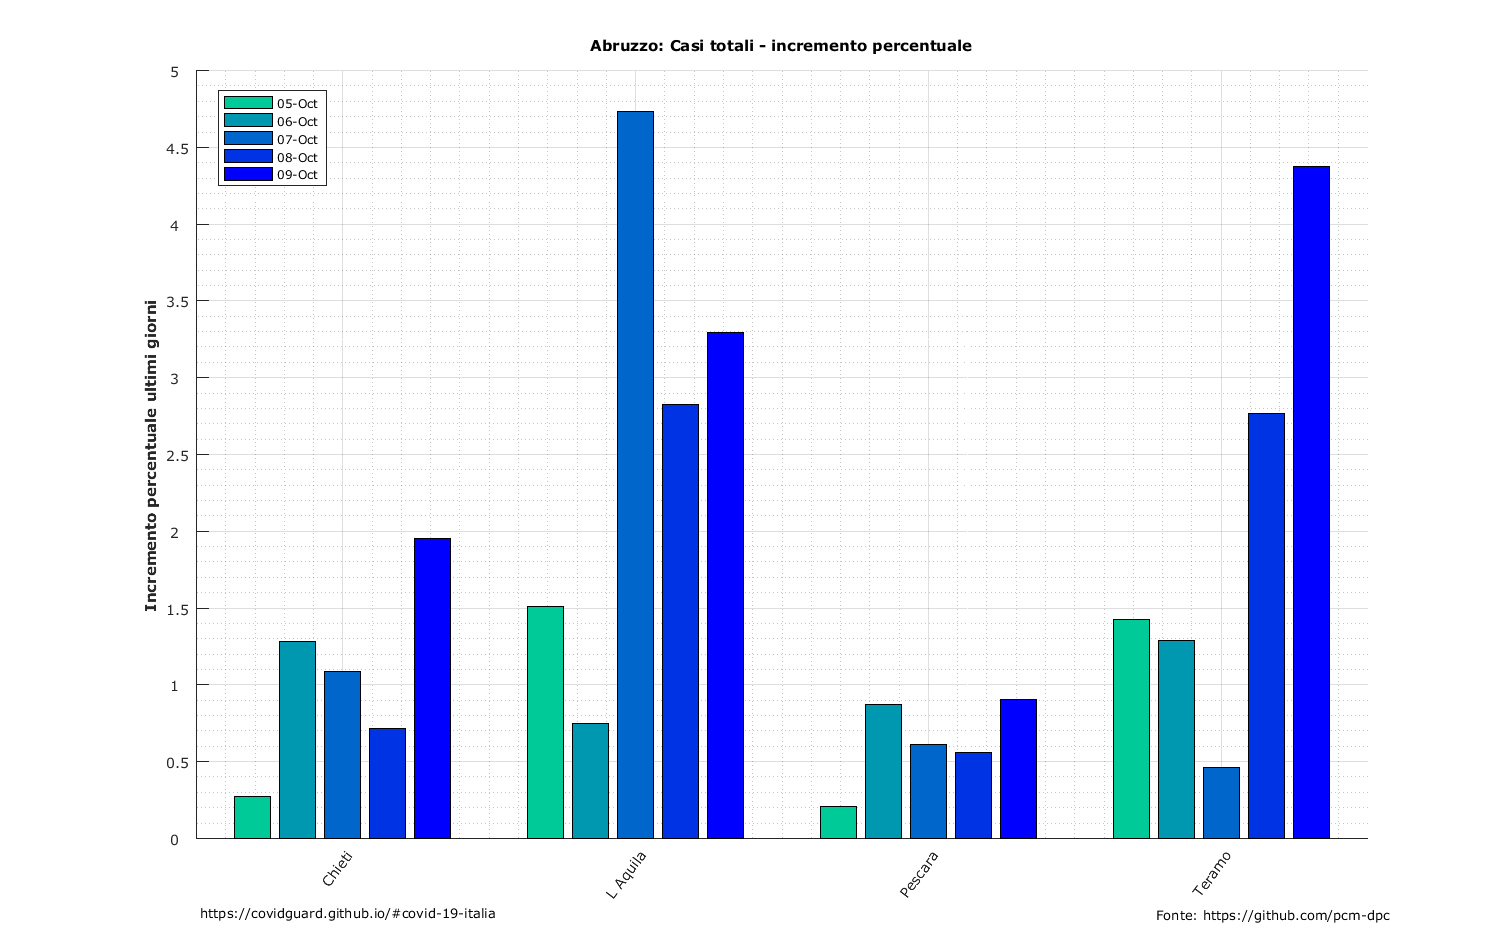 Abruzzo: Casi totali - incremento percentuale
05-Oct
06-Oct
07-Oct
08-Oct
09-Oct
5
4.5
4
3.5
3
2.5
2
1.5
1
0.5
0
Incremento percentuale ultimi giorni
Chieti
L Aquila
Pescara
Teramo
https://covidguard.github.io/#covid-19-italia
Fonte: https://github.com/pcm-dpc